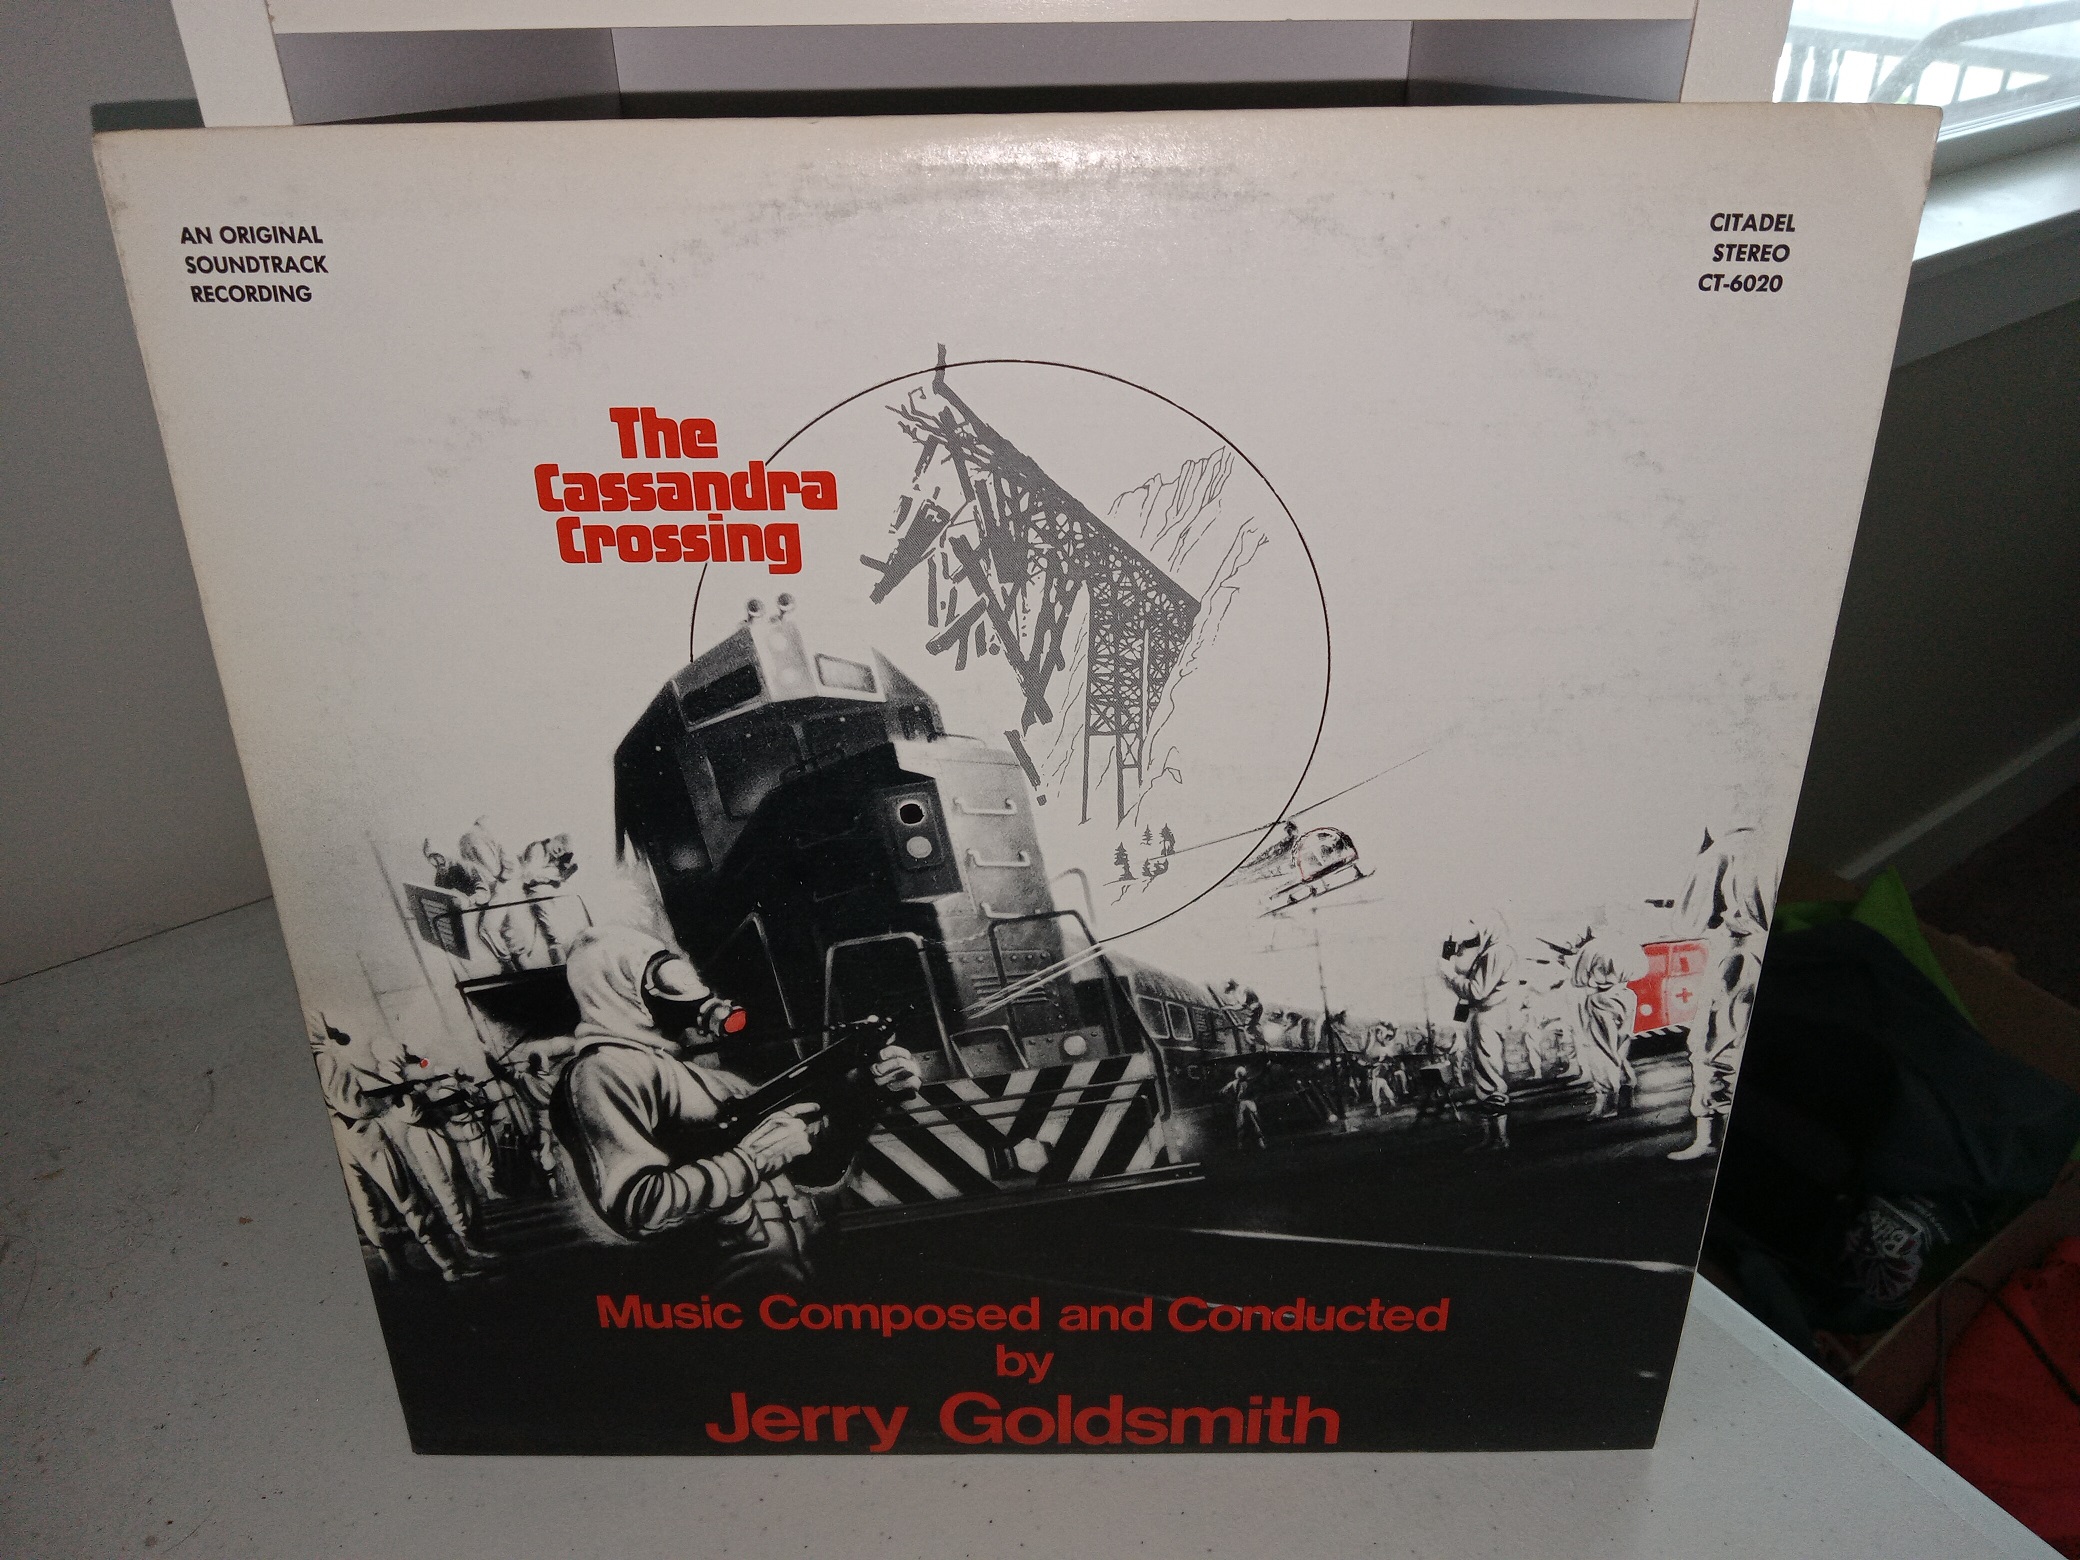 AN ORIGINAL
SOUNDTRACK
RECORDING
CITADEL
STEREO
CT-6020
The
Cassandra
Crossing
Music Composed and Conducted
by
Jerry Goldsmith